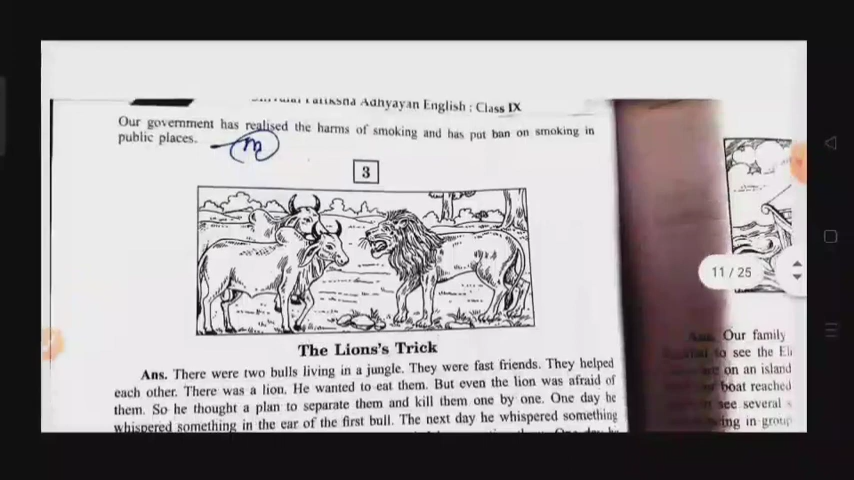 Adhyayan English : Class IX
Our government has realised the harms of smoking and has put ban on smoking in
public places.
3
The Lions's Trick
Ans. There were two bulls living in a jungle. They were fast friends. They helped
each other. There was a lion. He wanted to eat them. But even the lion was afraid of
them. So he thought a plan to separate them and kill them one by one. One day he
whispered something in the ear of the first bull. The next day he whispered something
11 / 25
Ans. Our family
to see the
on an island
boat reached
see several
in group